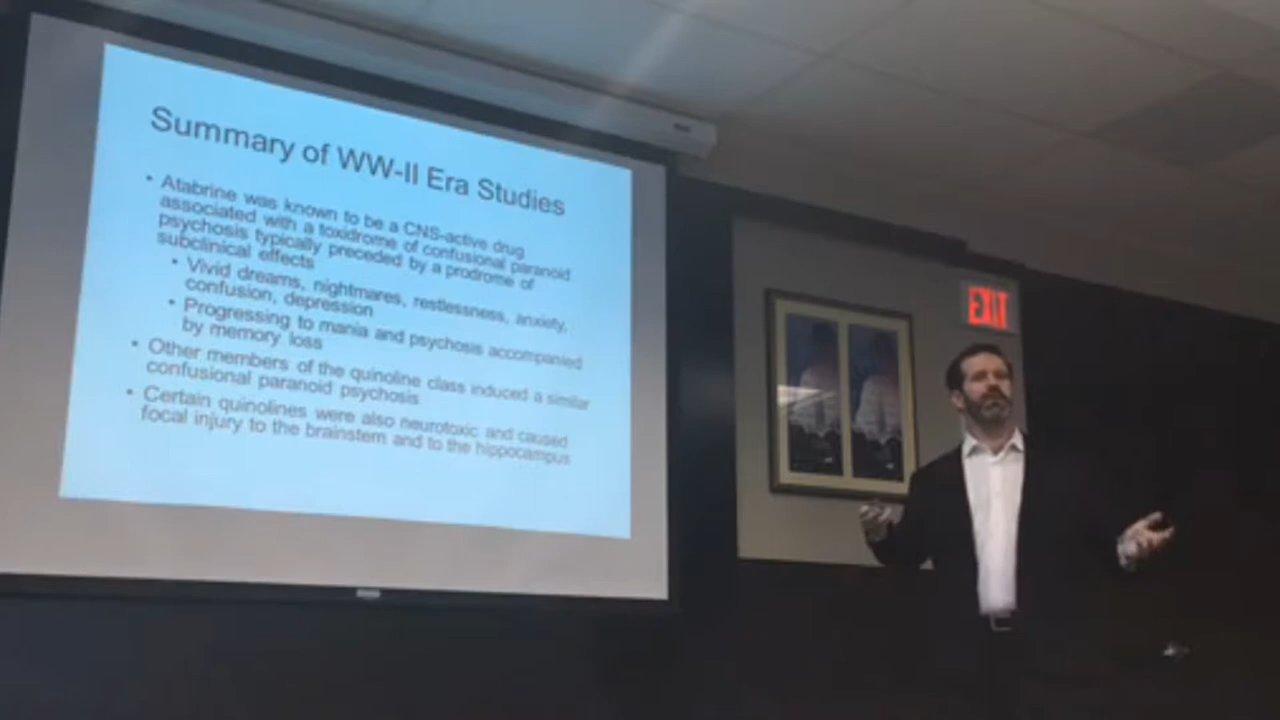 Summary of WW-II Era Studies
• Atabrine was known to be a CNS-active drug
associated with a toxidrome of confusional paranoid
psychosis typically preceded by a prodrome of
subclinical effects
• Vivid dreams, nightmares, restlessness, anxiety,
confusion, depression
• Progressing to mania and psychosis accompanied
by memory loss
• Other members of the quinoline class induced a similar
confusional paranoid psychosis
• Certain quinolines were also neurotoxic and caused
focal injury to the brainstem and to the hippocampus
EXIT